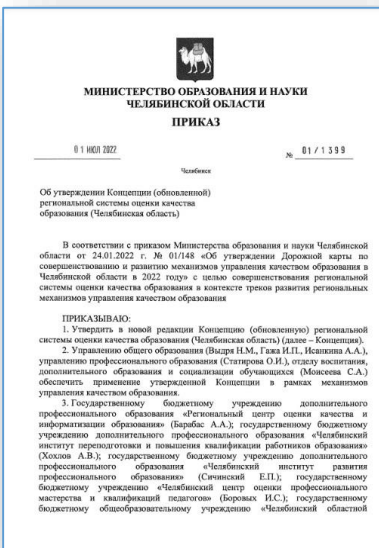 МИНИСТЕРСТВО ОБРАЗОВАНИЯ И НАУКИ
ЧЕЛЯБИНСКОЙ ОБЛАСТИ
ПРИКАЗ
01 ИЮЛ 2022
№ 01/1399
Челябинск
Об утверждении Концепции (обновленной)
региональной системы оценки качества
образования (Челябинская область)
В соответствии с приказом Министерства образования и науки Челябинской
области от 24.01.2022 г. № 01/148 «Об утверждении Дорожной карты по
совершенствованию и развитию механизмов управления качеством образования в
Челябинской области в 2022 году» с целью совершенствования региональной
системы оценки качества образования в контексте треков развития региональных
механизмов управления качеством образования
ПРИКАЗЫВАЮ:
1. Утвердить в новой редакции Концепцию (обновленную) региональной
системы оценки качества образования (Челябинская область) (далее – Концепция).
2. Управлению общего образования (Выдря Н.М., Гажа И.П., Исанкина А.А.),
управлению профессионального образования (Статирова О.И.), отделу воспитания,
дополнительного образования и социализации обучающихся (Моисеева С.А.)
обеспечить применение утвержденной Концепции в рамках механизмов
управления качеством образования.
3. Государственному бюджетному учреждению дополнительного
профессионального образования «Региональный центр оценки качества и
информатизации образования» (Барабас А.А.); государственному бюджетному
учреждению дополнительного профессионального образования «Челябинский
институт переподготовки и повышения квалификации работников образования»
(Хохлов А.В.); государственному бюджетному учреждению дополнительного
профессионального образования «Челябинский институт развития
профессионального образования» (Сичинский Е.П.); государственному
бюджетному учреждению «Челябинский центр оценки профессионального
мастерства и квалификаций педагогов» (Боровых И.С.); государственному
бюджетному общеобразовательному учреждению «Челябинский областной